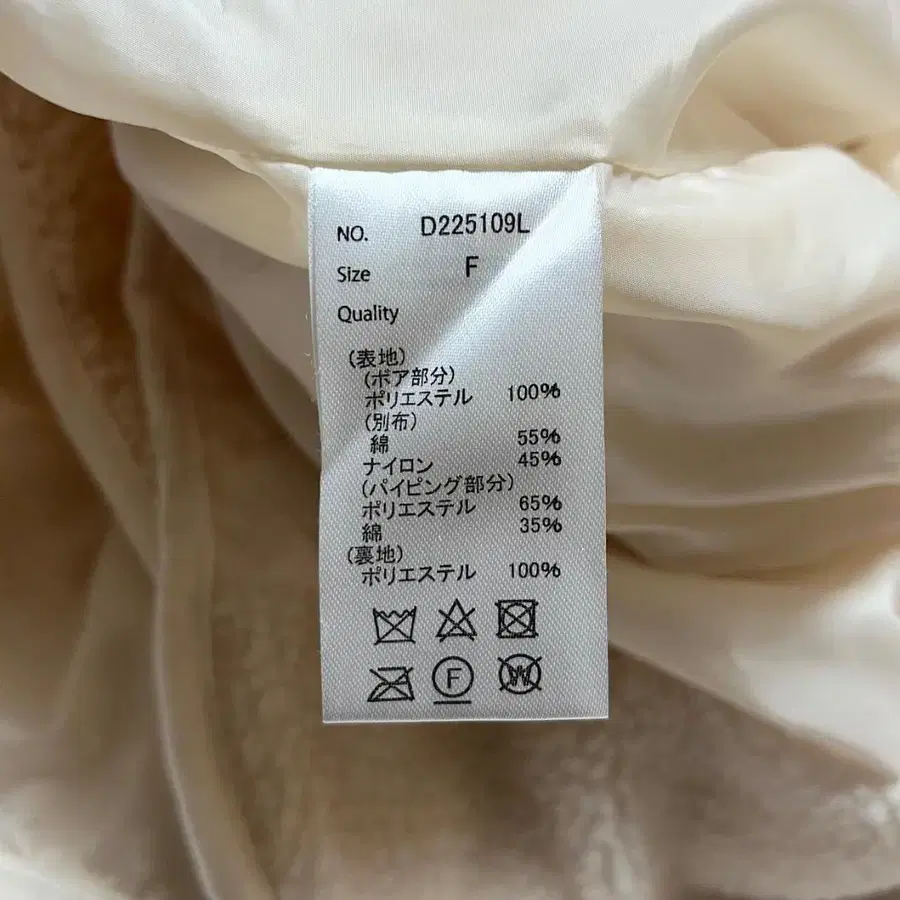 NO. D225109L
Size F
Quality
(表地)
(ボア部分)
ポリエステル 100%
(別布)
綿 55%
ナイロン 45%
(パイピング部分)
ポリエステル 65%
綿 35%
(裏地)
ポリエステル 100%
F W